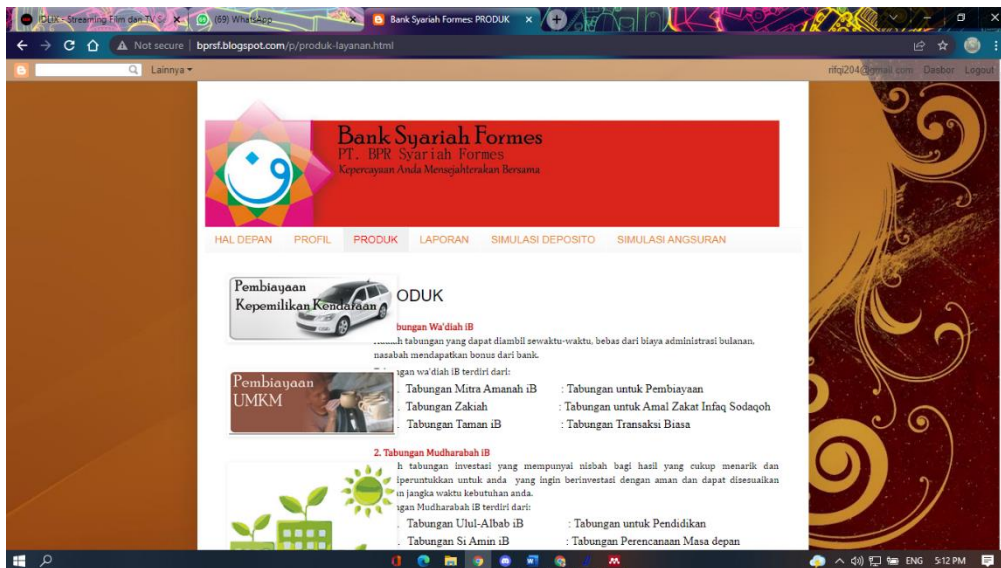 IDLIX - Streaming Film dan TV Se
(69) WhatsApp
Bank Syariah Formes: PRODUK
Not secure | bprsf.blogspot.com/p/produk-layanan.html
Lainnya
rifqi204@gmail.com Dasbor Logout
Bank Syariah Formes
PT. BPR Syariah Formes
Kepercayaan Anda Mensejahterakan Bersama
HAL DEPAN PROFIL PRODUK LAPORAN SIMULASI DEPOSITO SIMULASI ANGSURAN
Pembiayaan
Kepemilikan Kendaraan
ODUK
bungan Wa'diah iB
h tabungan yang dapat diambil sewaktu-waktu, bebas dari biaya administrasi bulanan,
nasabah mendapatkan bonus dari bank.
gan wa'diah iB terdiri dari:
Pembiayaan
UMKM
. Tabungan Mitra Amanah iB : Tabungan untuk Pembiayaan
. Tabungan Zakiah : Tabungan untuk Amal Zakat Infaq Sodaqoh
. Tabungan Taman iB : Tabungan Transaksi Biasa
2. Tabungan Mudharabah iB
h tabungan investasi yang mempunyai nisbah bagi hasil yang cukup menarik dan
iperuntukkan untuk anda yang ingin berinvestasi dengan aman dan dapat disesuaikan
n jangka waktu kebutuhan anda.
gan Mudharabah iB terdiri dari:
. Tabungan Ulul-Albab iB : Tabungan untuk Pendidikan
. Tabungan Si Amin iB : Tabungan Perencanaan Masa depan
ENG 5:12 PM